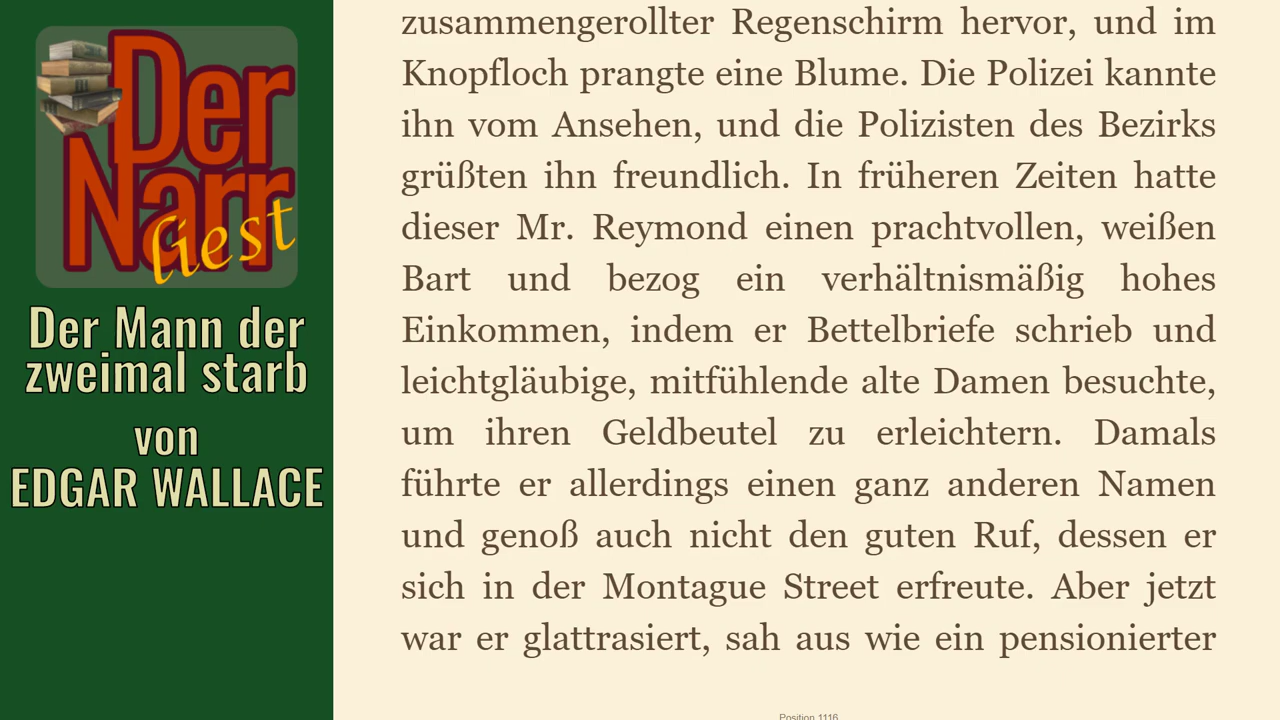 Der
Narr
liest
Der Mann der
zweimal starb
von
EDGAR WALLACE
zusammengerollter Regenschirm hervor, und im
Knopfloch prangte eine Blume. Die Polizei kannte
ihn vom Ansehen, und die Polizisten des Bezirks
grüßten ihn freundlich. In früheren Zeiten hatte
dieser Mr. Reymond einen prachtvollen, weißen
Bart und bezog ein verhältnismäßig hohes
Einkommen, indem er Bettelbriefe schrieb und
leichtgläubige, mitfühlende alte Damen besuchte,
um ihren Geldbeutel zu erleichtern. Damals
führte er allerdings einen ganz anderen Namen
und genoß auch nicht den guten Ruf, dessen er
sich in der Montague Street erfreute. Aber jetzt
war er glattrasiert, sah aus wie ein pensionierter
Position 1116